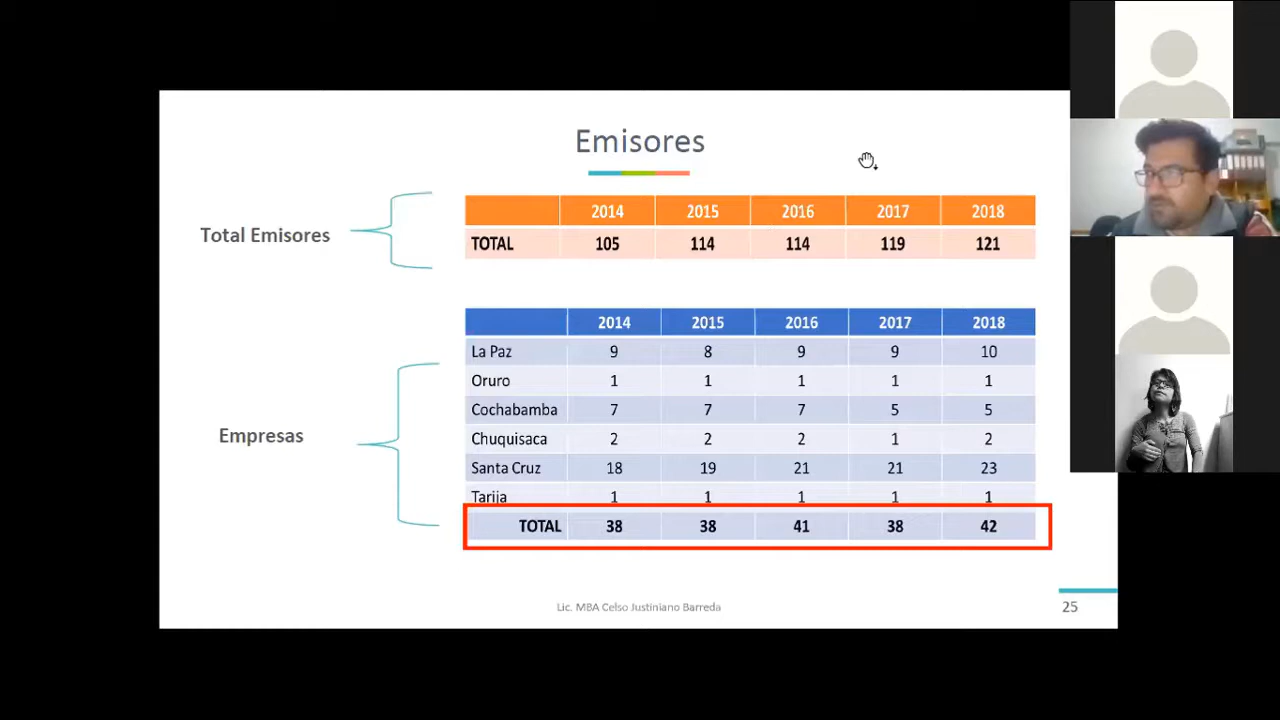 Emisores
Total Emisores
2014 2015 2016 2017 2018
TOTAL 105 114 114 119 121
Empresas
2014 2015 2016 2017 2018
La Paz 9 8 9 9 10
Oruro 1 1 1 1 1
Cochabamba 7 7 7 5 5
Chuquisaca 2 2 2 1 2
Santa Cruz 18 19 21 21 23
Tarija 1 1 1 1 1
TOTAL 38 38 41 38 42
Lic. MBA Celso Justiniano Barreda
25